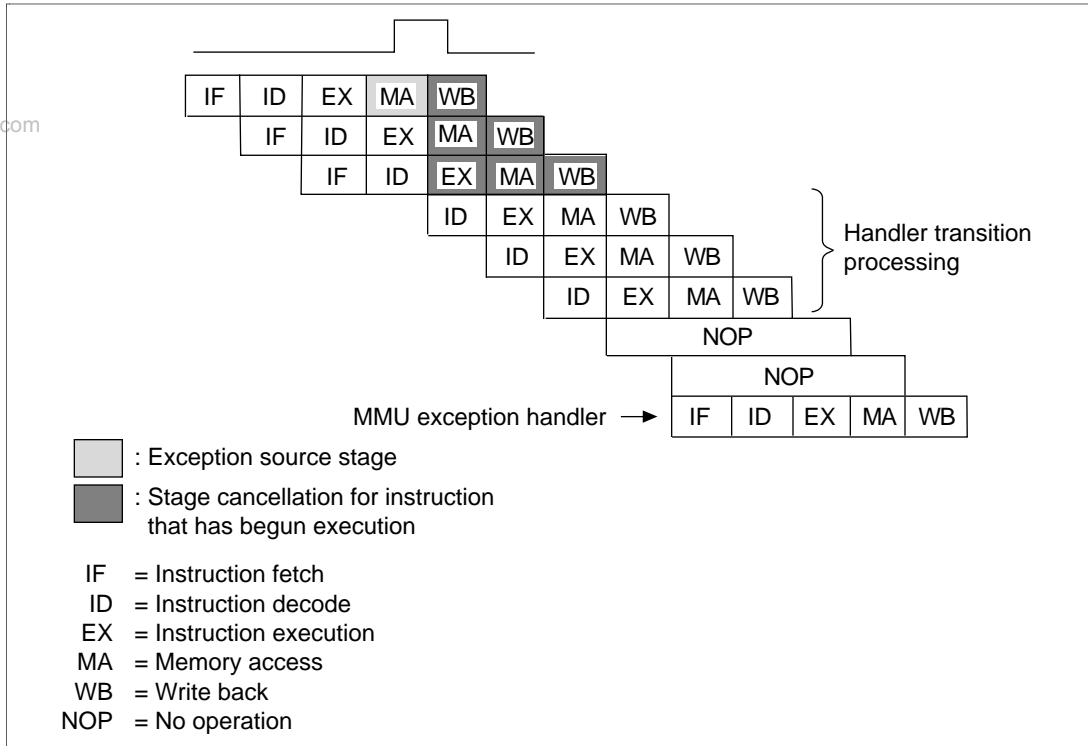 IF ID EX MA WB
com
IF ID EX MA WB
IF ID EX MA WB
ID EX MA WB
ID EX MA WB
ID EX MA WB
Handler transition
processing
NOP
NOP
MMU exception handler
IF ID EX MA WB
: Exception source stage
: Stage cancellation for instruction
that has begun execution
IF = Instruction fetch
ID = Instruction decode
EX = Instruction execution
MA = Memory access
WB = Write back
NOP = No operation